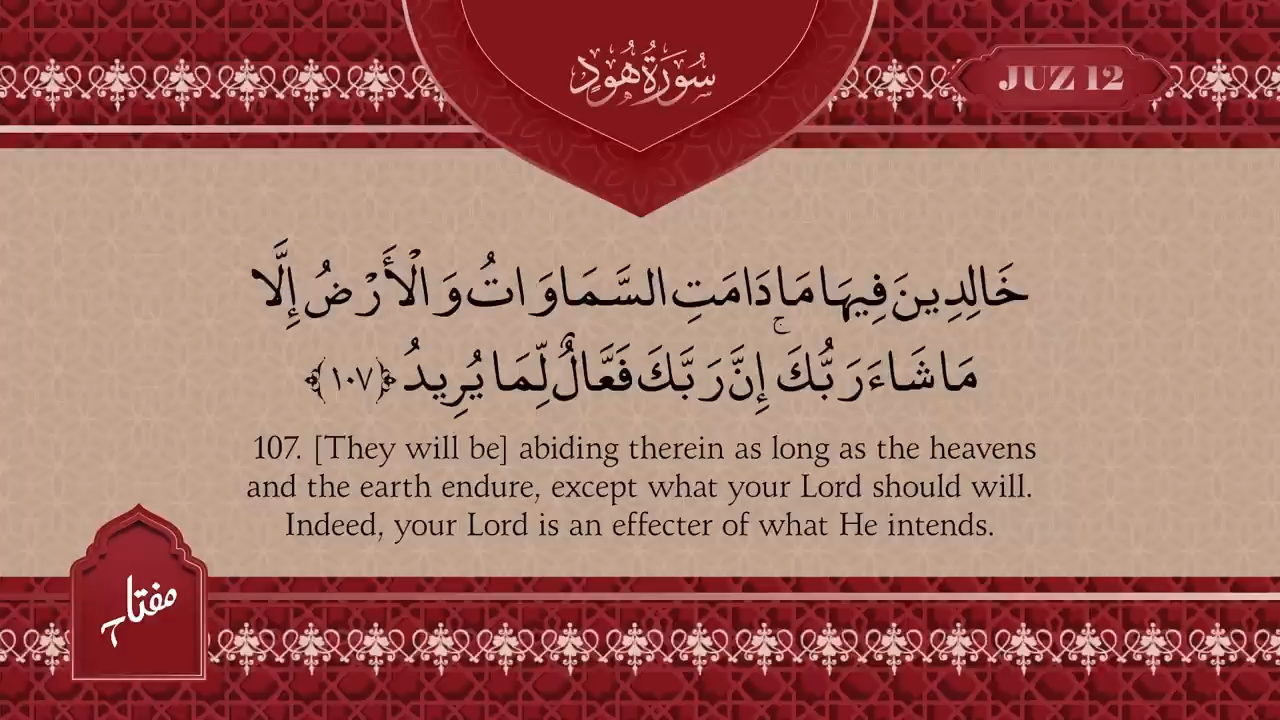 سُورَةُ هُودٍ
JUZ 12
خَالِدِينَ فِيهَا مَا دَامَتِ السَّمَاوَاتُ وَالْأَرْضُ إِلَّا
مَا شَاءَ رَبُّكَ ۚ إِنَّ رَبَّكَ فَعَّالٌ لِّمَا يُرِيدُ ﴿١٠٧﴾
107. [They will be] abiding therein as long as the heavens
and the earth endure, except what your Lord should will.
Indeed, your Lord is an effecter of what He intends.
مفتاح